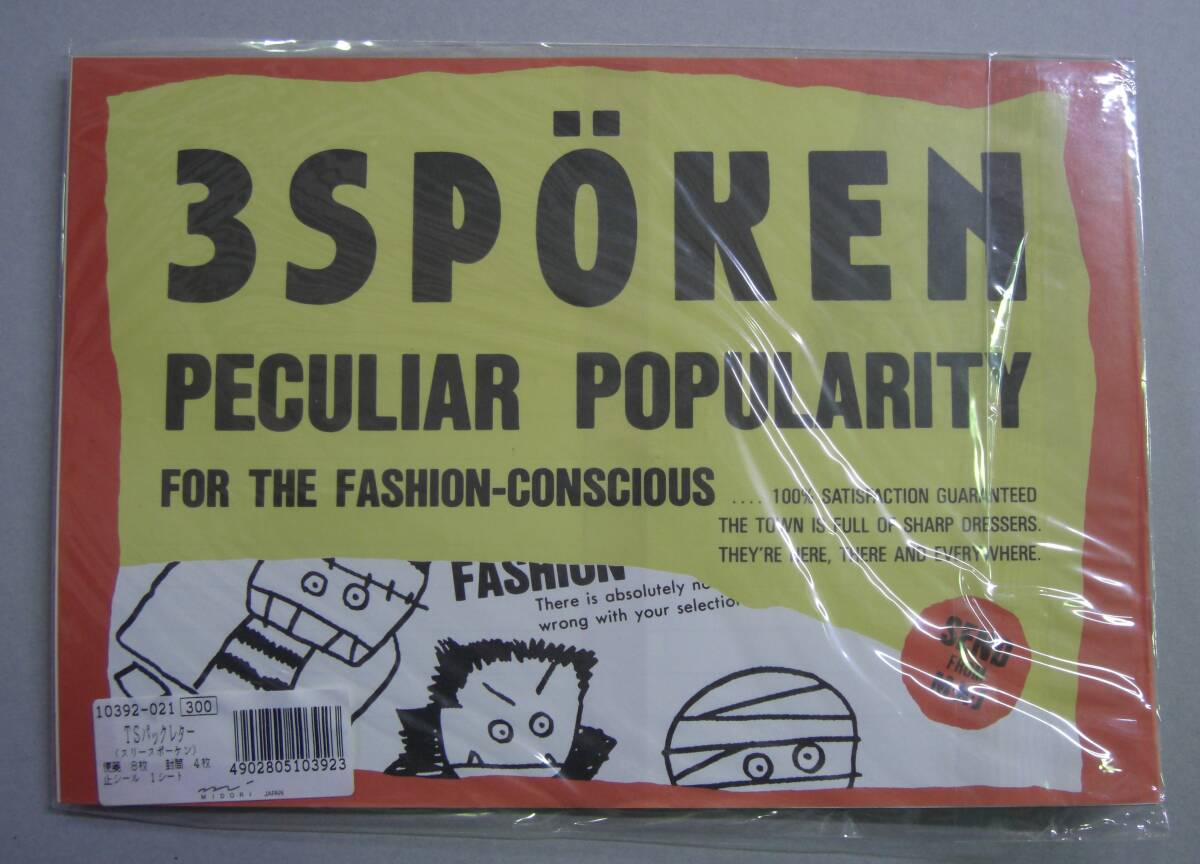 3SPÖKEN
PECULIAR POPULARITY
FOR THE FASHION-CONSCIOUS
.... 100% SATISFACTION GUARANTEED
THE TOWN IS FULL OF SHARP DRESSERS.
THEY'RE HERE, THERE AND EVERYWHERE.
FASHION
There is absolutely no
wrong with your selection
SEND
FROM
10392-021 300
TSパックレター
(スリースポーケン)
便箋 8枚 封筒 4枚
止シール 1シート
4902805103923
MIDORI JAPAN